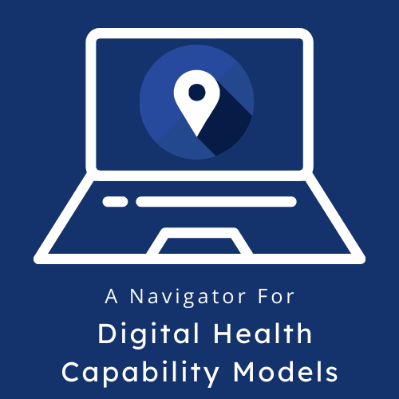 A Navigator For
Digital Health
Capability Models